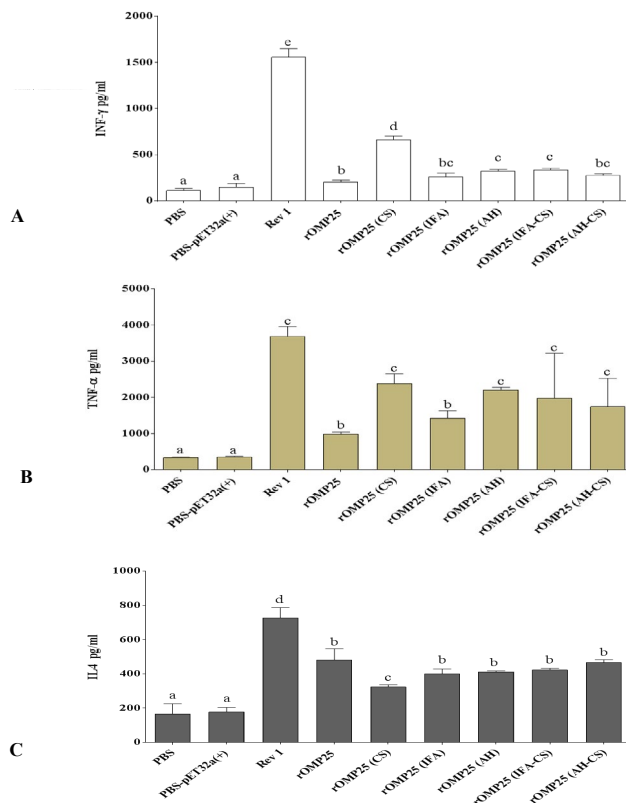 2000
1500
1000
500
0
INF-γ pg/ml
a
a
e
b
d
bc
c
c
bc
PBS
PBS-pET32a(+)
Rev 1
rOMP25
rOMP25 (CS)
rOMP25 (IFA)
rOMP25 (AH)
rOMP25 (IFA-CS)
rOMP25 (AH-CS)
A
5000
4000
3000
2000
1000
0
TNF-α pg/ml
a
a
c
b
c
b
c
c
c
PBS
PBS-pET32a(+)
Rev 1
rOMP25
rOMP25 (CS)
rOMP25 (IFA)
rOMP25 (AH)
rOMP25 (IFA-CS)
rOMP25 (AH-CS)
B
1000
800
600
400
200
0
IL4 pg/ml
a
a
d
b
c
b
b
b
b
PBS
PBS-pET32a(+)
Rev 1
rOMP25
rOMP25 (CS)
rOMP25 (IFA)
rOMP25 (AH)
rOMP25 (IFA-CS)
rOMP25 (AH-CS)
C